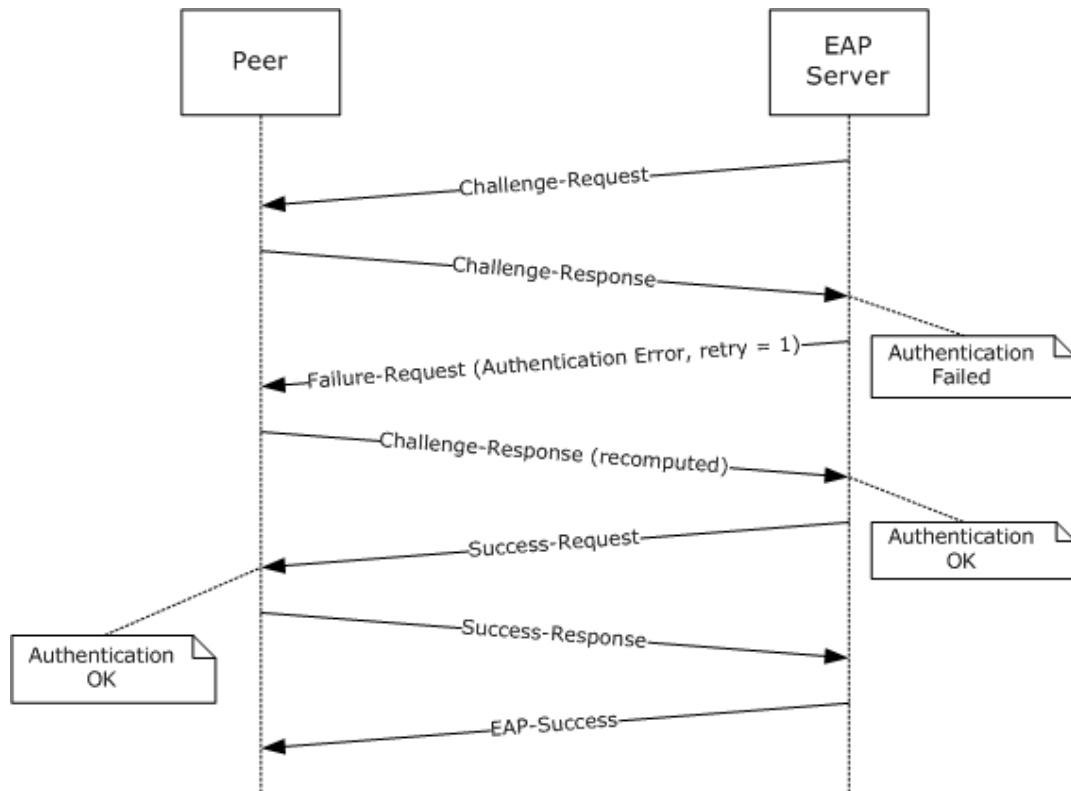 Peer
EAP
Server
Challenge-Request
Challenge-Response
Authentication
Failed
Failure-Request (Authentication Error, retry = 1)
Challenge-Response (recomputed)
Authentication
OK
Success-Request
Success-Response
Authentication
OK
EAP-Success